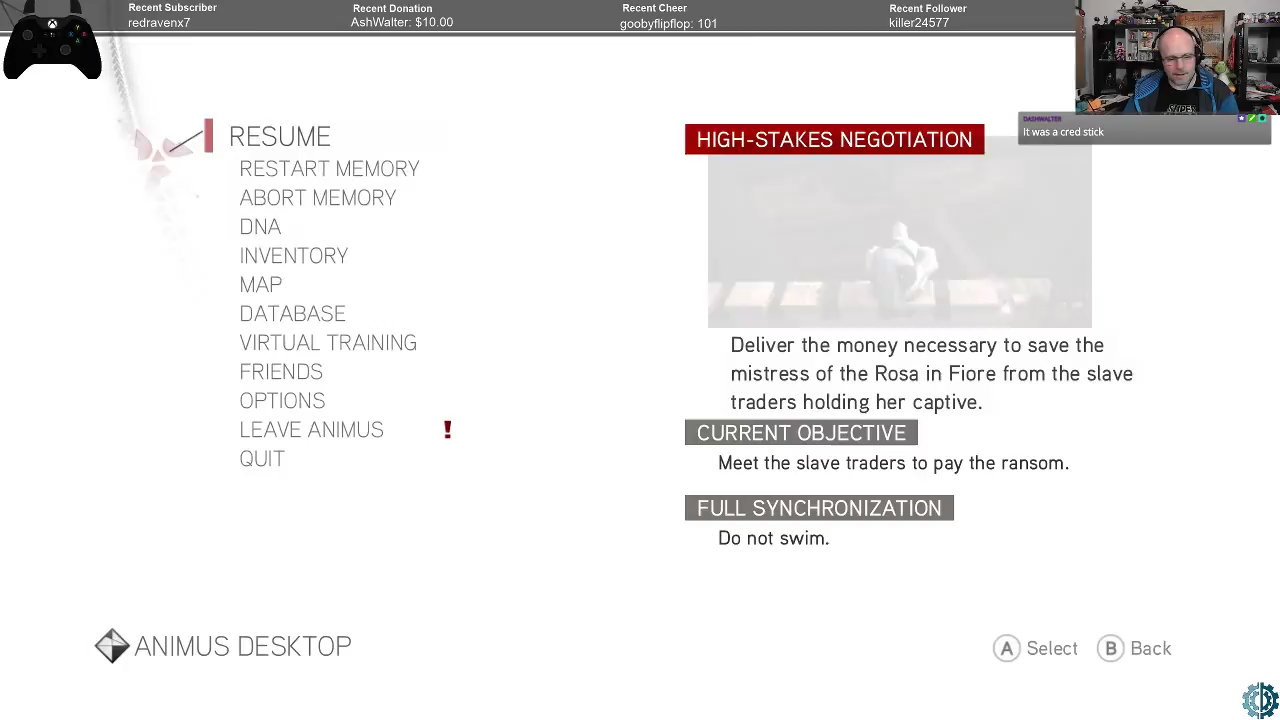 Recent Subscriber
redravenx7
Recent Donation
AshWalter: $10.00
Recent Cheer
goobyflipflop: 101
Recent Follower
killer24577
DASHWALTER
It was a cred stick
RESUME
RESTART MEMORY
ABORT MEMORY
DNA
INVENTORY
MAP
DATABASE
VIRTUAL TRAINING
FRIENDS
OPTIONS
LEAVE ANIMUS !
QUIT
HIGH-STAKES NEGOTIATION
Deliver the money necessary to save the
mistress of the Rosa in Fiore from the slave
traders holding her captive.
CURRENT OBJECTIVE
Meet the slave traders to pay the ransom.
FULL SYNCHRONIZATION
Do not swim.
ANIMUS DESKTOP
A Select B Back